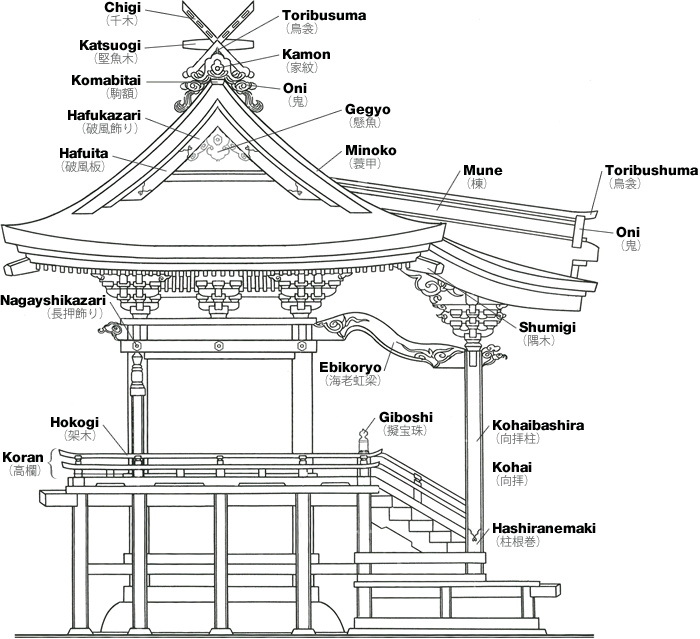 Chigi
（千木）
Toribusuma
（鳥衾）
Katsuogi
（堅魚木）
Kamon
（家紋）
Komabitai
（駒額）
Oni
（鬼）
Hafukazari
（破風飾り）
Gegyo
（懸魚）
Hafuita
（破風板）
Minoko
（蓑甲）
Mune
（棟）
Toribushuma
（鳥衾）
Oni
（鬼）
Nagayshikazari
（長押飾り）
Shumigi
（隅木）
Ebikoryo
（海老虹梁）
Hokogi
（架木）
Giboshi
（擬宝珠）
Kohaibashira
（向拝柱）
Koran
（高欄）
Kohai
（向拝）
Hashiranemaki
（柱根巻）